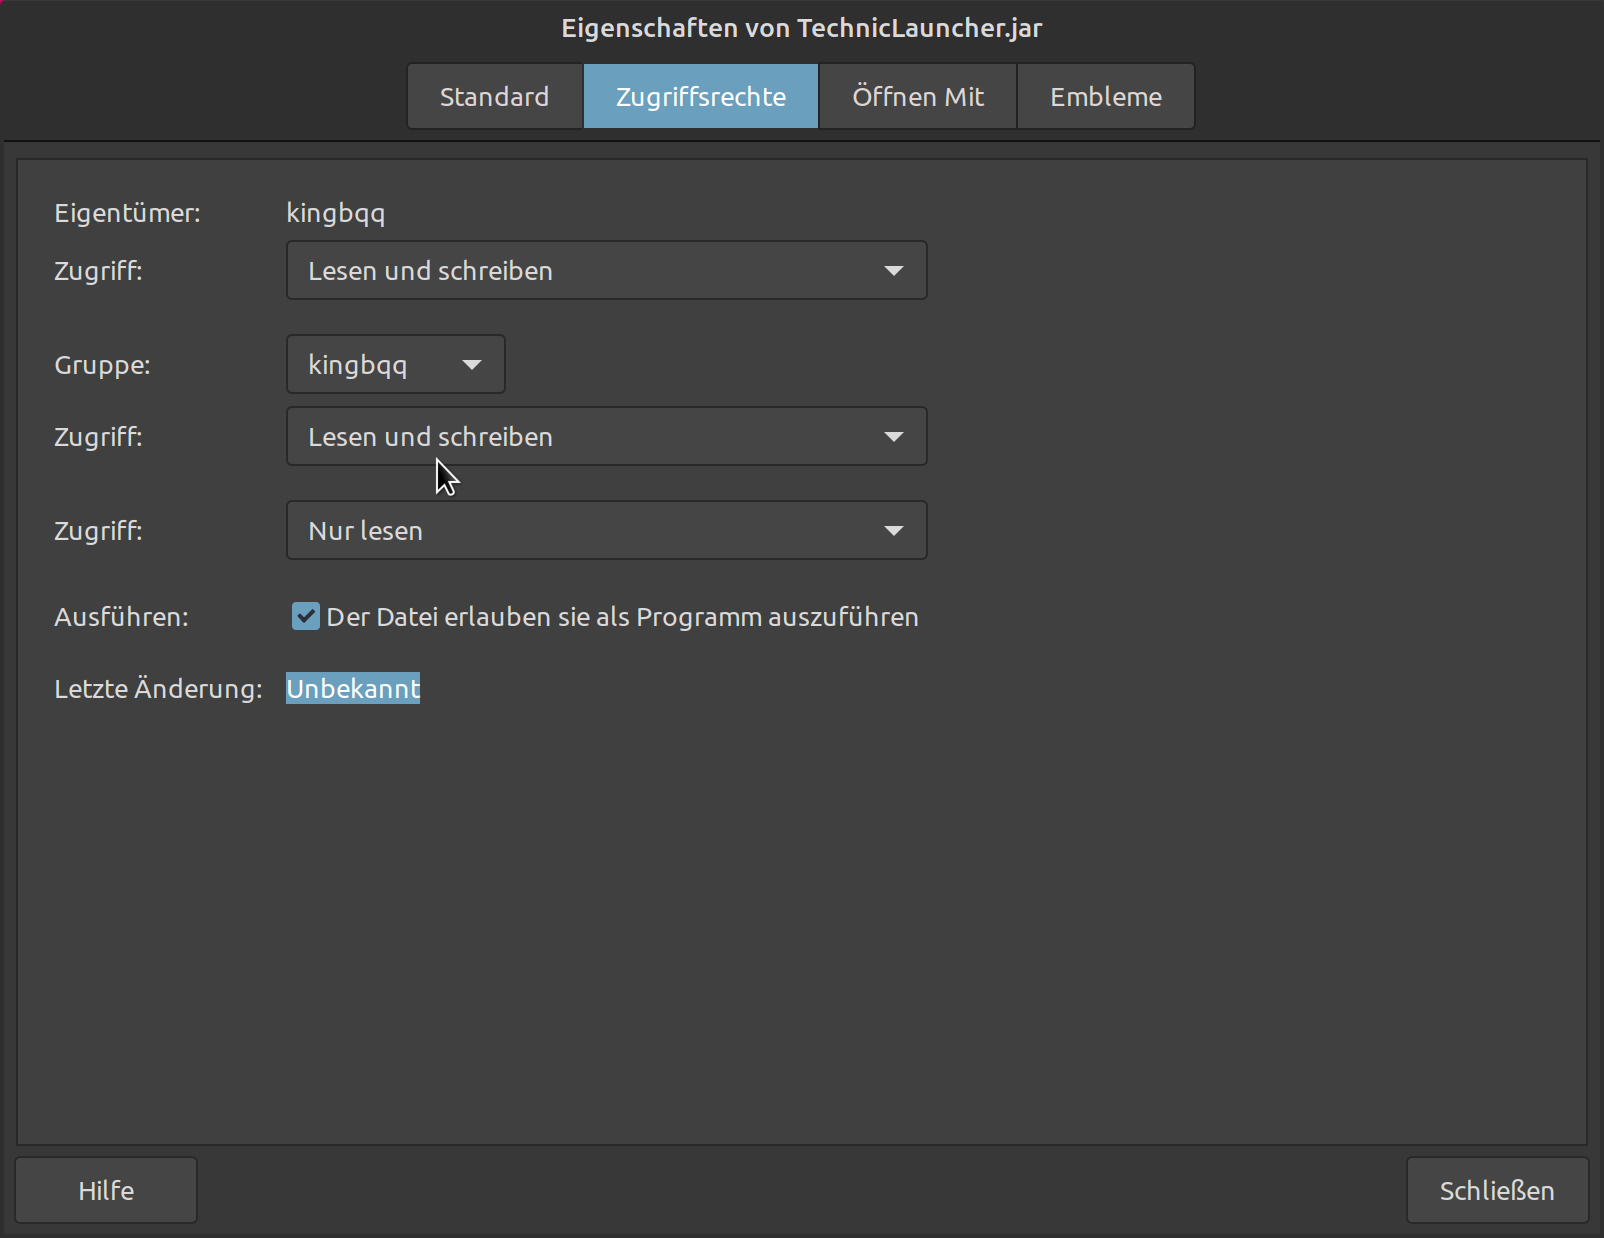 Eigenschaften von TechnicLauncher.jar
Standard Zugriffsrechte Öffnen Mit Embleme
Eigentümer: kingbqq
Zugriff: Lesen und schreiben
Gruppe: kingbqq
Zugriff: Lesen und schreiben
Zugriff: Nur lesen
Ausführen: Der Datei erlauben sie als Programm auszuführen
Letzte Änderung: Unbekannt
Hilfe Schließen